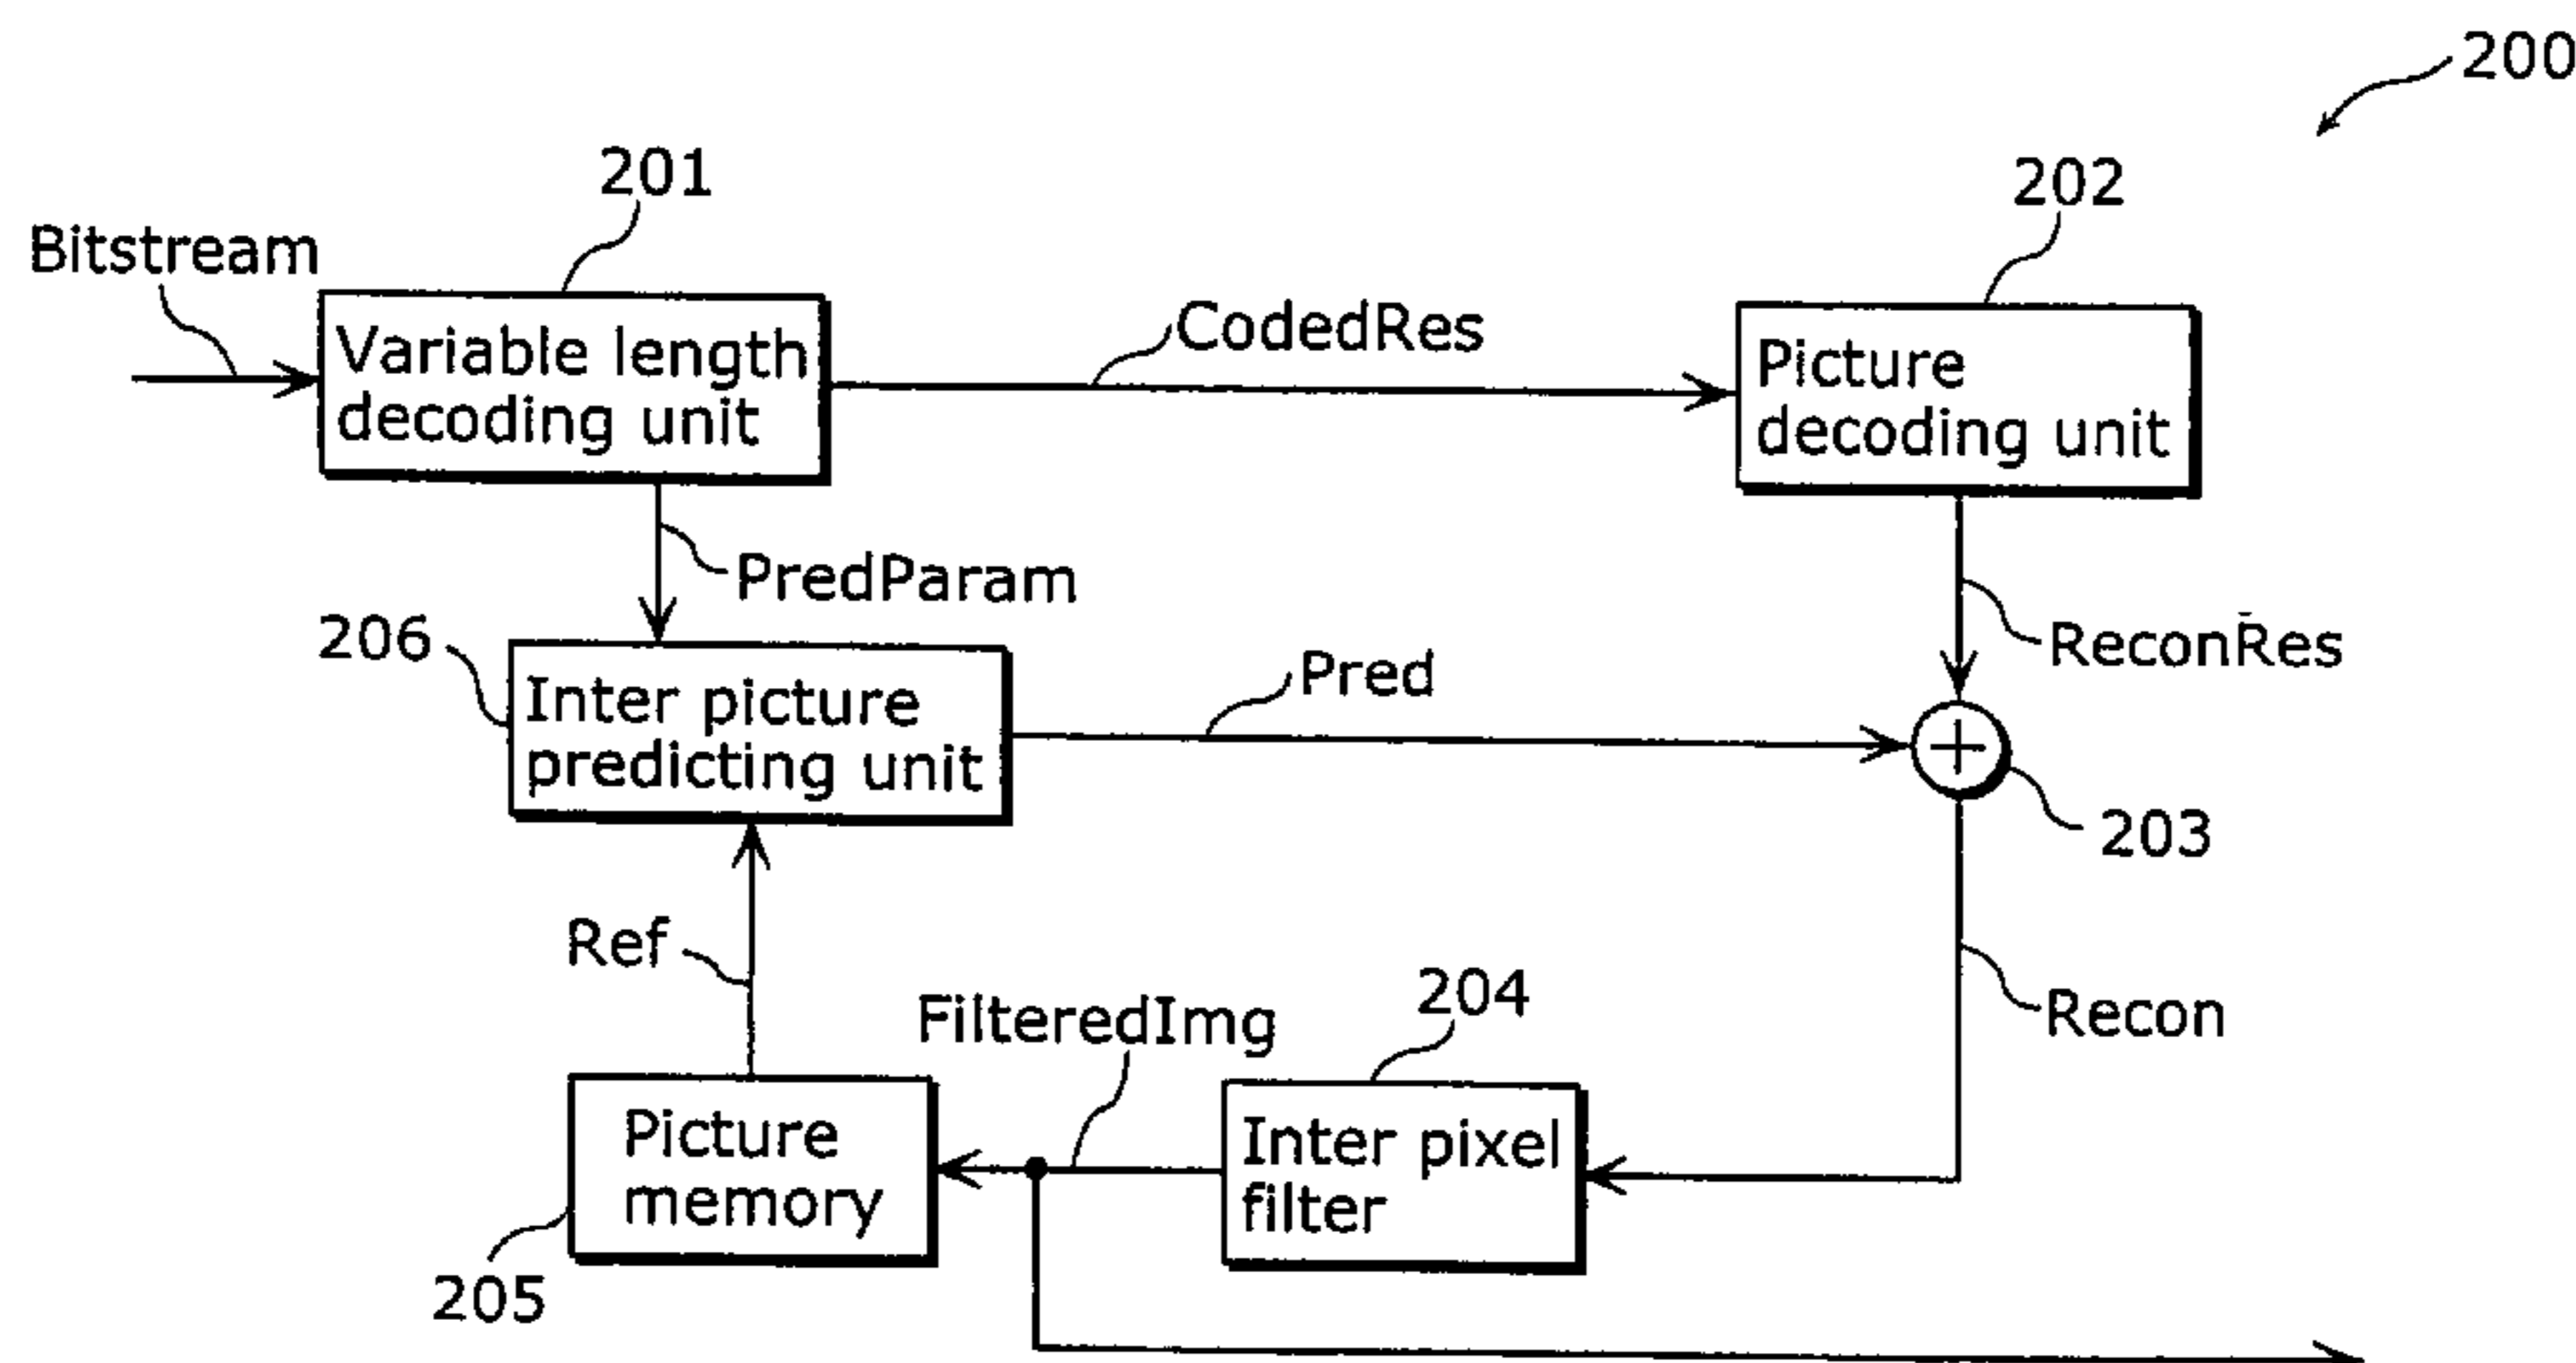 200
201
202
Bitstream
Variable length
decoding unit
CodedRes
Picture
decoding unit
PredParam
206
Inter picture
predicting unit
Pred
ReconRes
203
Ref
FilteredImg
204
Recon
Picture
memory
Inter pixel
filter
205